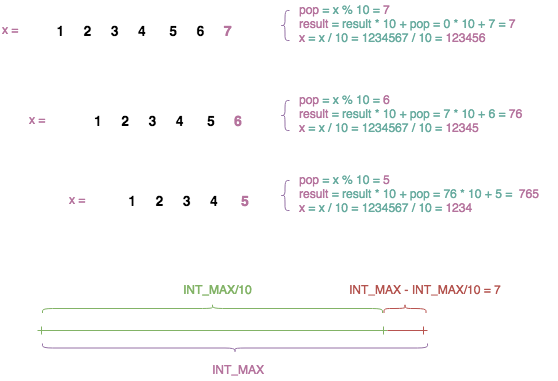 x = 1 2 3 4 5 6 7
pop = x % 10 = 7
result = result * 10 + pop = 0 * 10 + 7 = 7
x = x / 10 = 1234567 / 10 = 123456
x = 1 2 3 4 5 6
pop = x % 10 = 6
result = result * 10 + pop = 7 * 10 + 6 = 76
x = x / 10 = 1234567 / 10 = 12345
x = 1 2 3 4 5
pop = x % 10 = 5
result = result * 10 + pop = 76 * 10 + 5 = 765
x = x / 10 = 1234567 / 10 = 1234
INT_MAX/10 INT_MAX - INT_MAX/10 = 7
INT_MAX